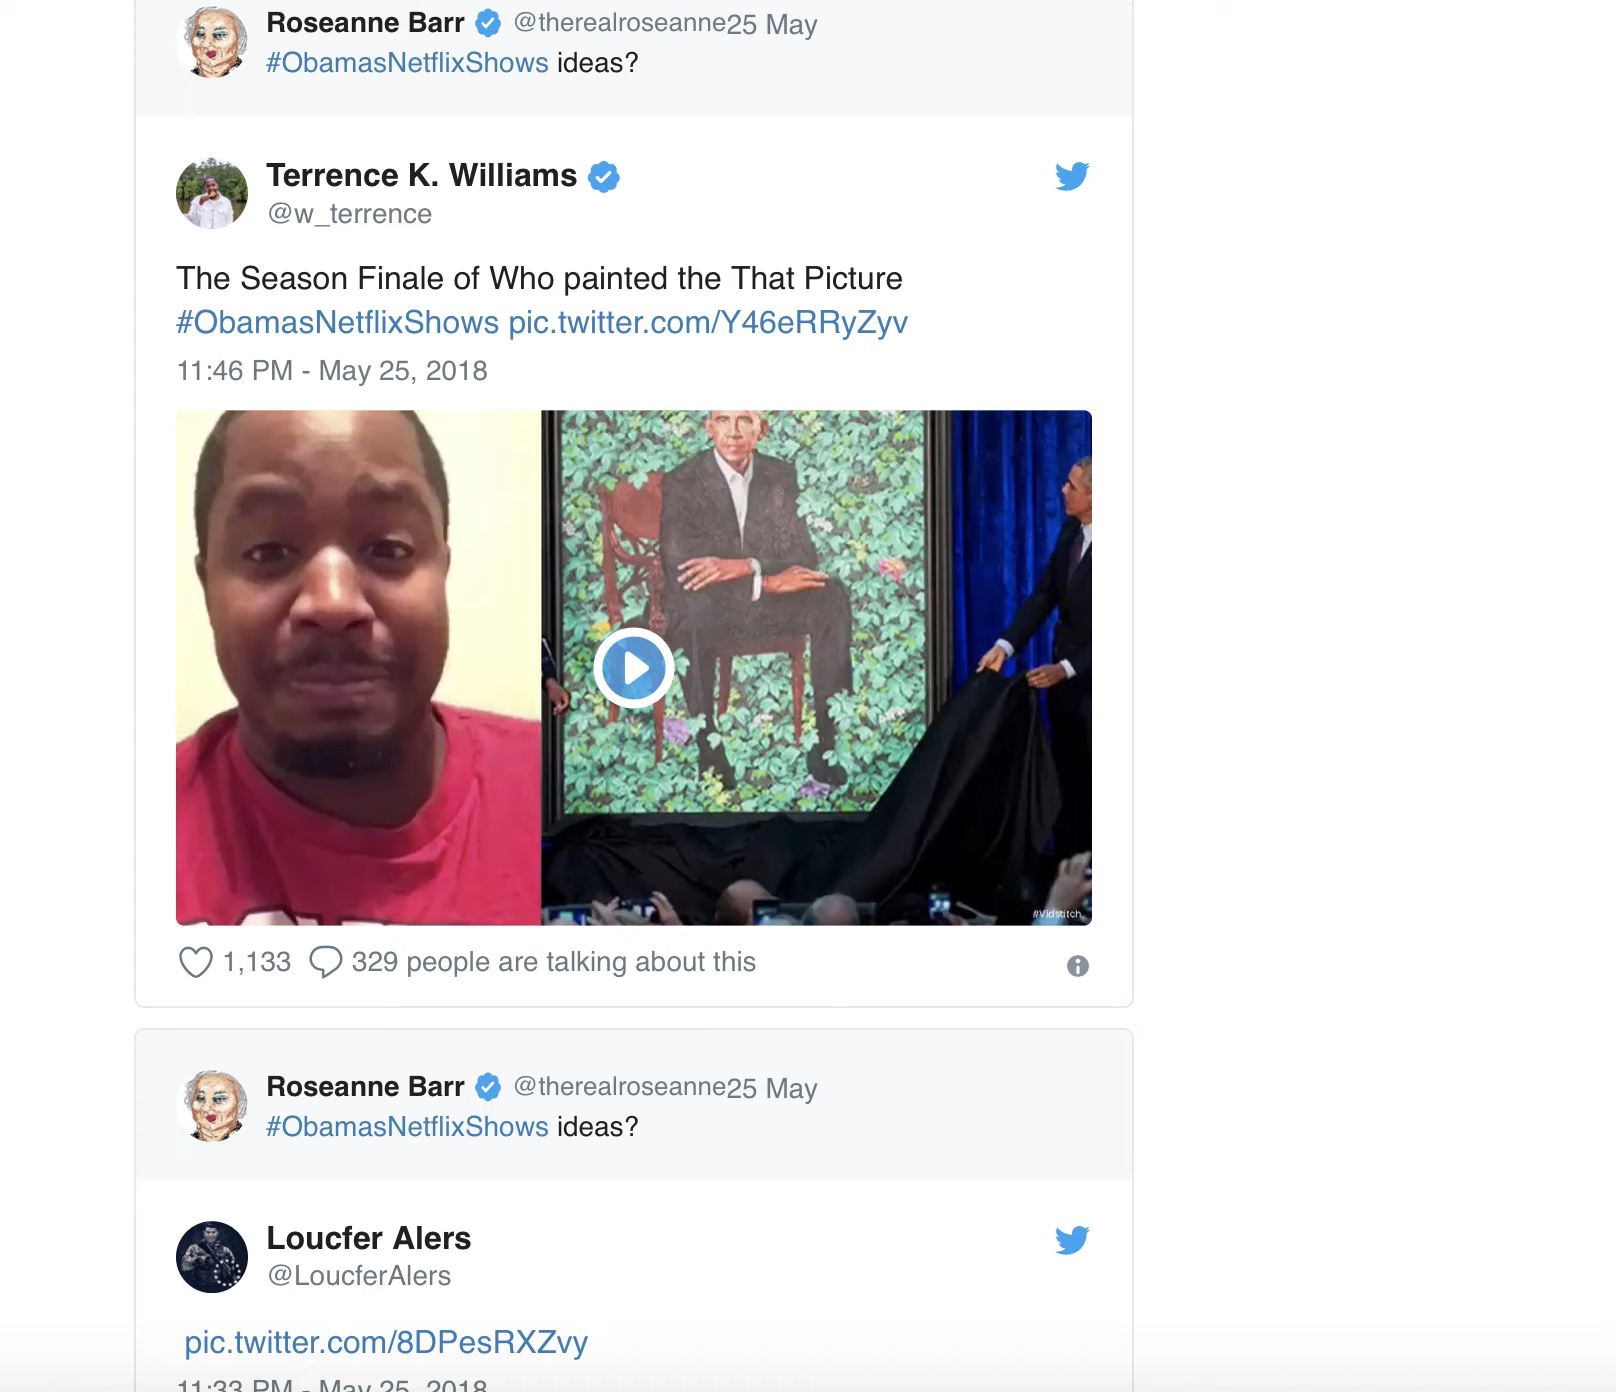 Roseanne Barr @therealroseanne25 May
#ObamasNetflixShows ideas?
Terrence K. Williams
@w_terrence
The Season Finale of Who painted the That Picture
#ObamasNetflixShows pic.twitter.com/Y46eRRyZyv
11:46 PM - May 25, 2018
#Vidstitch
1,133 329 people are talking about this
Roseanne Barr @therealroseanne25 May
#ObamasNetflixShows ideas?
Loucfer Alers
@LoucferAlers
pic.twitter.com/8DPesRXZvy
11:33 PM - May 25, 2018